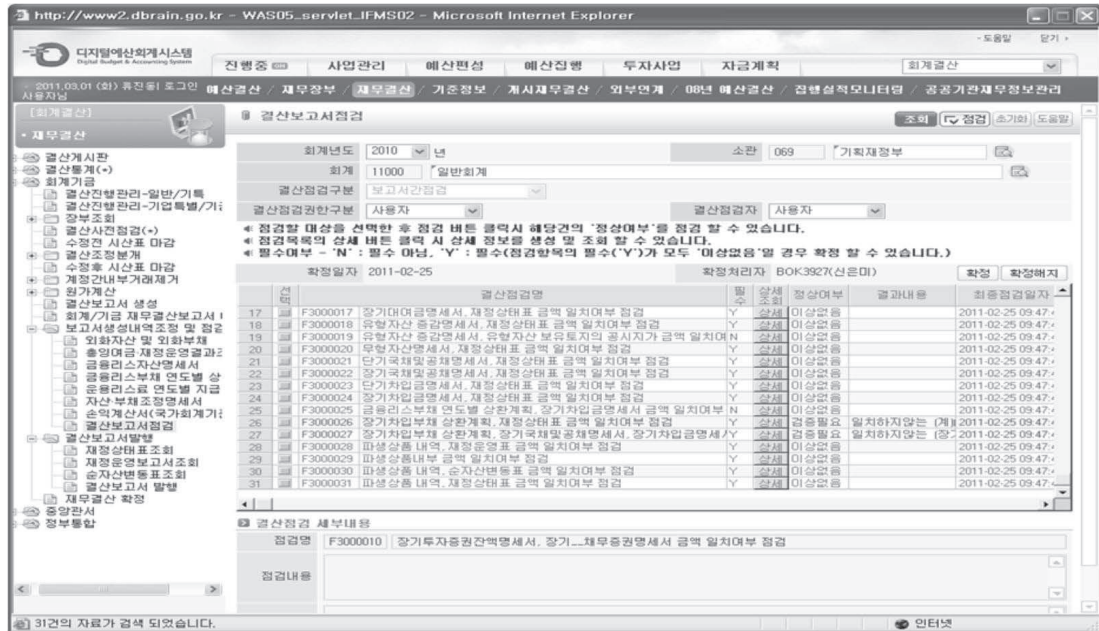 http://www2.dbrain.go.kr - WAS05_servlet_IFMS02 - Microsoft Internet Explorer
디지털예산회계시스템
Digital Budget & Accounting System
도움말 닫기
진행중 사업관리 예산편성 예산집행 투자사업 자금계획 회계결산
2011.03.01 (화) 류진동! 로그인
사용자님
예산결산 / 재무장부 / 재무결산 / 기준정보 / 개시재무결산 / 외부연계 / 08년 예산결산 / 집행실적모니터링 / 공공기관재무정보관리
[회계결산]
재무결산
결산게시판
결산통계(+)
회계기금
결산진행관리-일반/기특
결산진행관리-기업특별/기금
장부조회
결산사전점검(+)
수정전 시산표 마감
결산조정분개
수정후 시산표 마감
계정간내부거래제거
원가계산
결산보고서 생성
회계/기금 재무결산보고서
보고서생성내역조정 및 점검
외화자산 및 외화부채
총잉여금·재정운영결과조
금융리스자산명세서
금융리스부채 연도별 상
운용리스료 연도별 지급
자산·부채조정명세서
손익계산서(국가회계기준
결산보고서점검
결산보고서발행
재정상태표조회
재정운영보고서조회
순자산변동표조회
결산보고서 발행
재무결산 확정
중앙관서
정부통합
결산보고서점검
조회 점검 초기화 도움말
회계년도 2010 년 소관 069 기획재정부
회계 11000 일반회계
결산점검구분 보고서간점검
결산점검권한구분 사용자 결산점검자 사용자
점검할 대상을 선택한 후 점검 버튼 클릭시 해당건의 '정상여부'를 점검 할 수 있습니다.
점검목록의 상세 버튼 클릭 시 상세 정보를 생성 및 조회 할 수 있습니다.
필수여부 - 'N' : 필수 아님, 'Y' : 필수(점검항목의 필수('Y')가 모두 '이상없음'일 경우 확정 할 수 있습니다.)
확정일자 2011-02-25 확정처리자 BOK3927(신은미) 확정 확정해지
선택 결산점검명 필수 상세조회 정상여부 결과내용 최종점검일자
17 F3000017 장기대여금명세서, 재정상태표 금액 일치여부 점검 Y 상세 이상없음 2011-02-25 09:47:
18 F3000018 유형자산 증감명세서, 재정상태표 금액 일치여부 점검 Y 상세 이상없음 2011-02-25 09:47:
19 F3000019 유형자산 증감명세서, 유형자산 보유토지의 공시지가 금액 일치여 N 상세 이상없음 2011-02-25 09:47:
20 F3000020 무형자산명세서, 재정상태표 금액 일치여부 점검 Y 상세 이상없음 2011-02-25 09:47:
21 F3000021 단기국채및공채명세서, 재정상태표 금액 일치여부 점검 Y 상세 이상없음 2011-02-25 09:47:
22 F3000022 장기국채및공채명세서, 재정상태표 금액 일치여부 점검 Y 상세 이상없음 2011-02-25 09:47:
23 F3000023 단기차입금명세서, 재정상태표 금액 일치여부 점검 Y 상세 이상없음 2011-02-25 09:47:
24 F3000024 장기차입금명세서, 재정상태표 금액 일치여부 점검 Y 상세 이상없음 2011-02-25 09:47:
25 F3000025 금융리스부채 연도별 상환계획, 장기차입금명세서 금액 일치여부 N 상세 이상없음 2011-02-25 09:47:
26 F3000026 장기차입부채 상환계획, 재정상태표 금액 일치여부 점검 Y 상세 검증필요 일치하지않는 (계) 2011-02-25 09:47:
27 F3000027 장기차입부채 상환계획, 장기국채및공채명세서, 장기차입금명세 Y 상세 검증필요 일치하지않는 (장 2011-02-25 09:47:
28 F3000028 파생상품 내역, 재정운영표 금액 일치여부 점검 Y 상세 이상없음 2011-02-25 09:47:
29 F3000029 파생상품내부 금액 일치여부 점검 Y 상세 이상없음 2011-02-25 09:47:
30 F3000030 파생상품 내역, 순자산변동표 금액 일치여부 점검 Y 상세 이상없음 2011-02-25 09:47:
31 F3000031 파생상품 내역, 재정상태표 금액 일치여부 점검 Y 상세 이상없음 2011-02-25 09:47:
결산점검 세부내용
점검명 F3000010 장기투자증권잔액명세서, 장기__채무증권명세서 금액 일치여부 점검
점검내용
31건의 자료가 검색 되었습니다.
인터넷